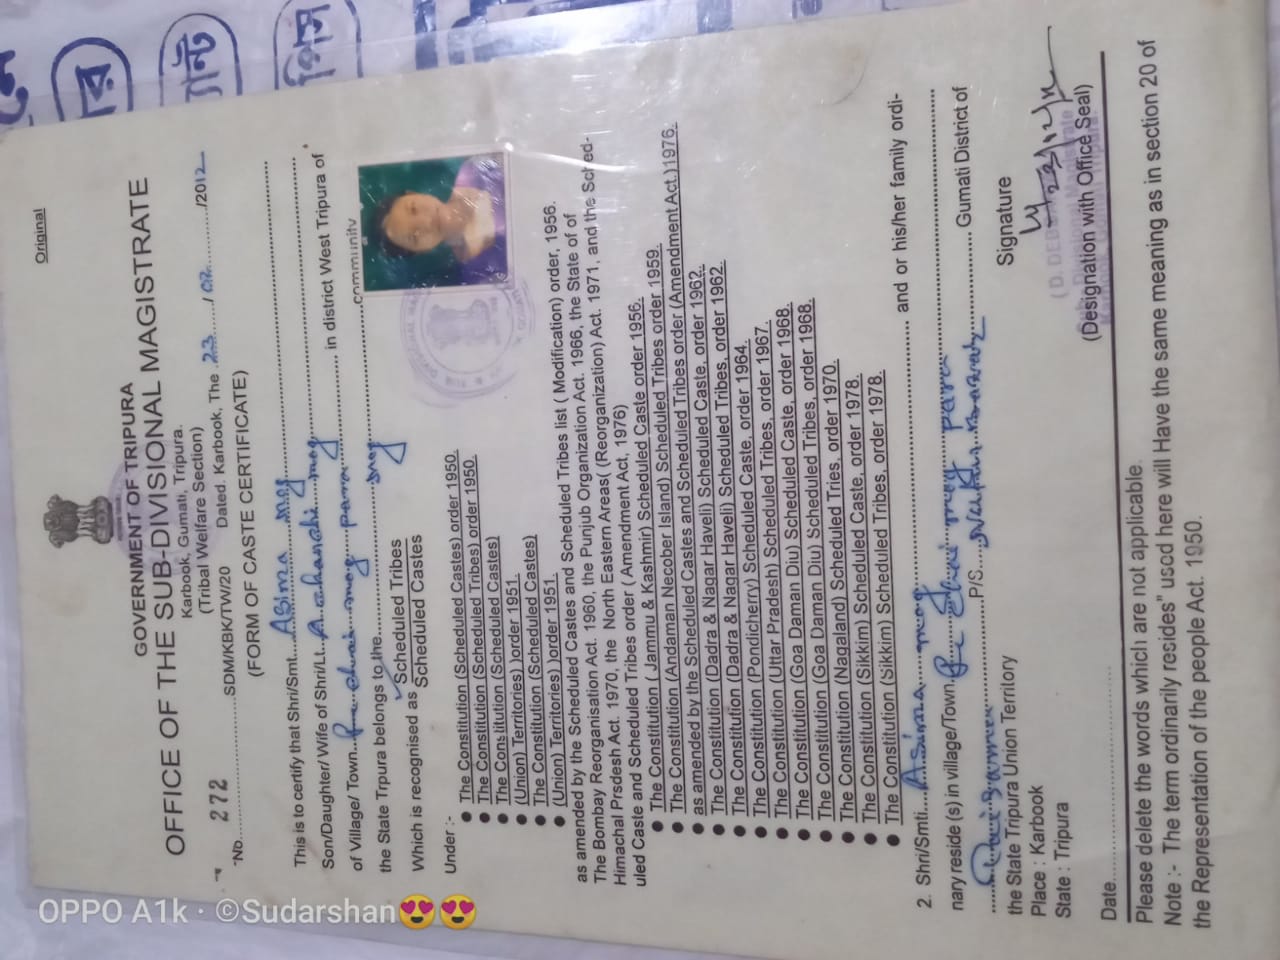 Original
GOVERNMENT OF TRIPURA
OFFICE OF THE SUB-DIVISIONAL MAGISTRATE
Karbook, Gumati, Tripura.
(Tribal Welfare Section)
"No. 272 SDM/KBK/TW/20 Dated. Karbook, The 23/ /2012
(FORM OF CASTE CERTIFICATE)
This is to certify that Shri/Smt. Asima mog
Son/Daughter/ Wife of Shri/Lt. mog in district West Tripura of
of Village/ Town mog para community
the State Trpura belongs to the mog
Which is recognised as Scheduled Tribes
Scheduled Castes
Under :-
● The Constitution (Scheduled Castes) order 1950
● The Constitution (Scheduled Tribes) order 1950.
● The Constitution (Scheduled Castes)
(Union) Territories) order 1951.
● The Constitution (Scheduled Castes)
● (Union) Territories) order 1951.
as amended by the Scheduled Castes and Scheduled Tribes list ( Modification) order, 1956.
The Bombay Reorganisation Act. 1960, the Punjub Organization Act. 1966, the State of of
Himachal Prsdesh Act. 1970, the North Eastern Areas( (Reorganization) Act. 1971, and the Sched-
uled Caste and Scheduled Tribes order ( Amendment Act, 1976)
● The Constitution ( Janmu & Kashmir) Scheduled Caste order 1956.
● The Constitution (Andaman Necober Island) Scheduled Tribes order 1959.
● as amended by the Scheduled Castes and Scheduled Tribes order (Amendment Act.)1976.
● The Constitution (Dadra & Nagar Haveli) Scheduled Caste, order 1962.
● The Constitution (Dadra & Nagar Haveli) Scheduled Tribes, order 1962.
● The Constitution (Pondicherry) Scheduled Caste, order 1964.
● The Constitution (Uttar Pradesh) Scheduled Tribes, order 1967.
● The Constitution (Goa Daman Diu) Scheduled Caste, order 1968.
● The Constitution (Goa Daman Diu) Scheduled Tribes, order 1968.
● The Constitution (Nagaland) Scheduled Tries, order 1970.
● The Constitution (Sikkim) Scheduled Caste, order 1978.
● The Constitution (Sikkim) Scheduled Tribes, order 1978.
2. Shri/Smti. Asima mog and or his/her family ordi-
nary reside (s) in village/Town mog para
P/S. Gumati District of
the State Tripura Union Territory
Place : Karbook
State : Tripura
Signature
(Designation with Office Seal)
Date
Please delete the words which are not applicable.
Note :- The term ordinarily resides" uscd here will Have the same meaning as in section 20 of
the Representation of the people Act. 1950.
OPPO A1k · ©Sudarshan😍😍